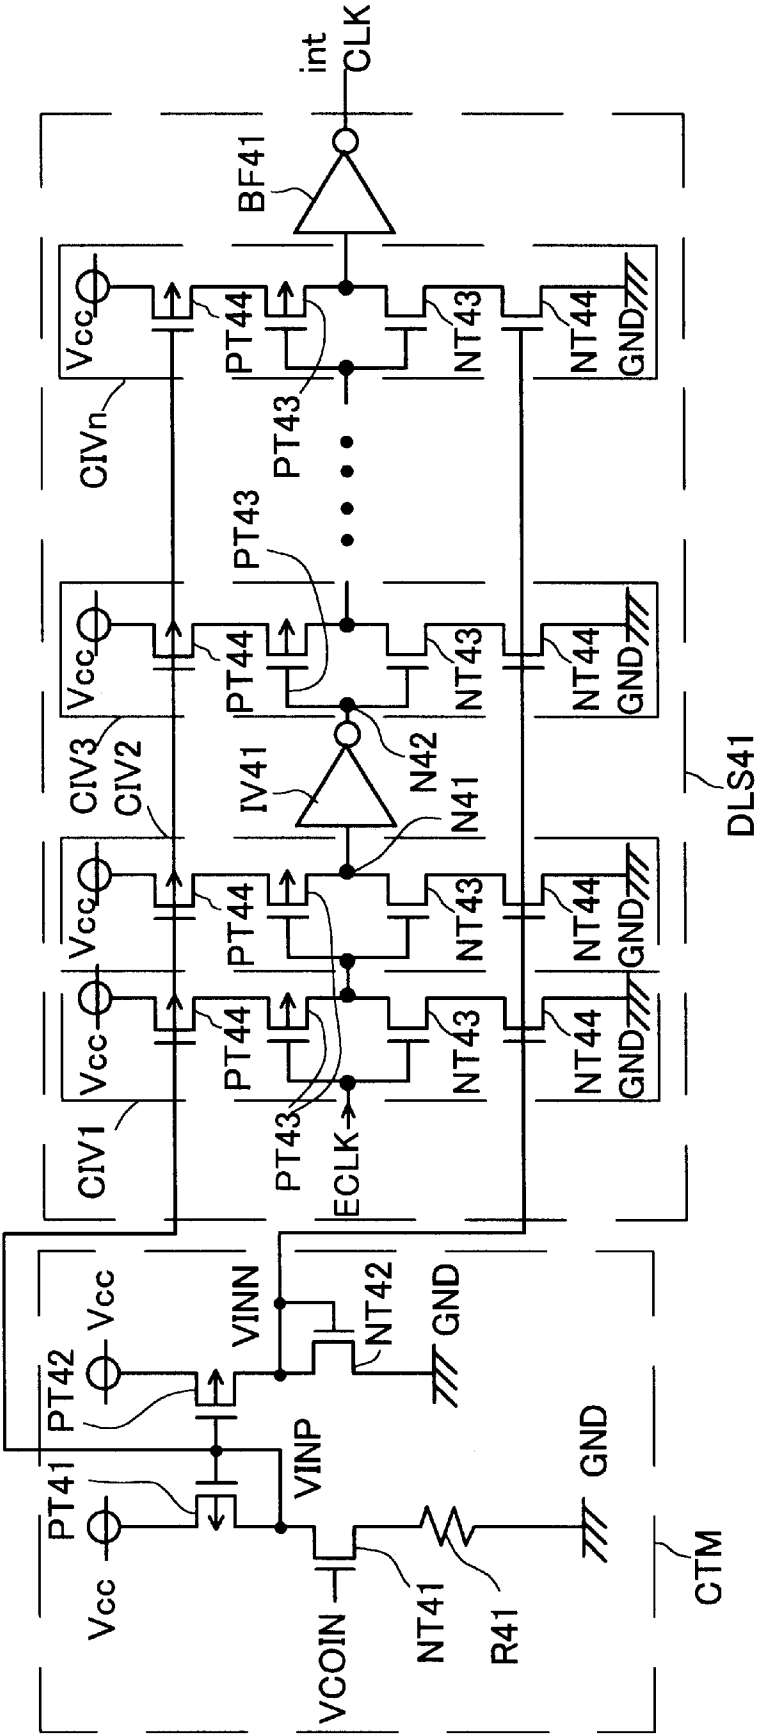 int
CLK
BF41
Vcc
PT44
PT43
NT43
NT44
GND
CIVn
PT43
Vcc
PT44
NT43
NT44
GND
CIV3
CIV2
IV41
N42
N41
DLS41
Vcc
PT44
NT43
NT44
GND
Vcc
PT44
NT43
NT44
GND
CIV1
PT43
ECLK
VINN
Vcc
PT42
NT42
GND
VINP
PT41
Vcc
VCOIN
NT41
R41
GND
CTM